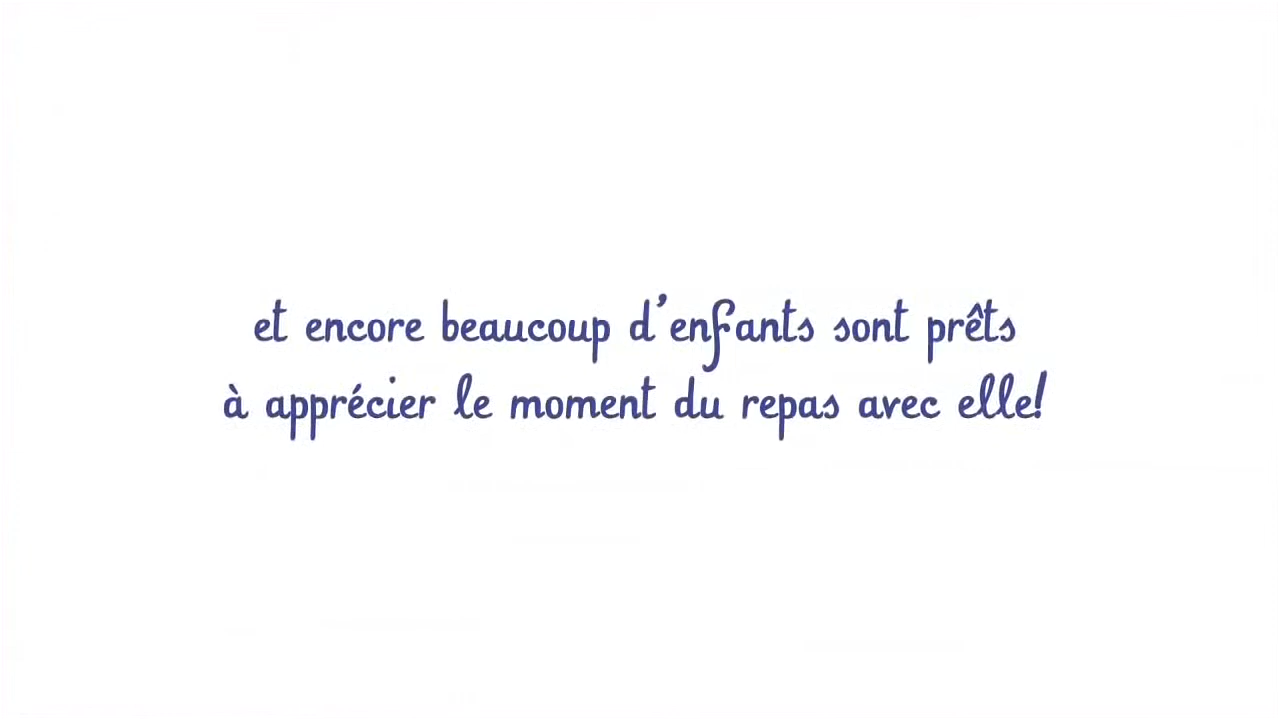 et encore beaucoup d'enfants sont prêts
à apprécier le moment du repas avec elle!